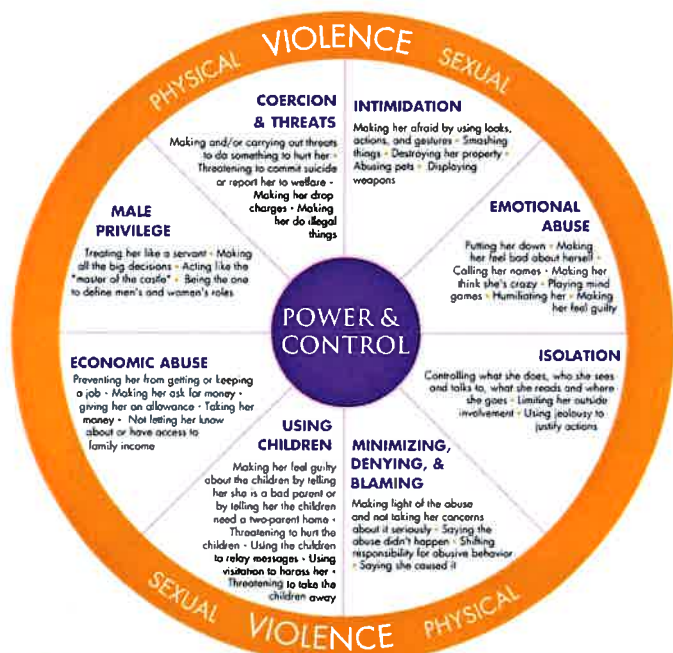 PHYSICAL VIOLENCE SEXUAL
COERCION
& THREATS
Making and/or carrying out threats
to do something to hurt her •
Threatening to commit suicide
or report her to welfare •
Making her drop
charges • Making
her do illegal
things
INTIMIDATION
Making her afraid by using looks,
actions, and gestures • Smashing
things • Destroying her property •
Abusing pets • Displaying
weapons
MALE
PRIVILEGE
Treating her like a servant • Making
all the big decisions • Acting like the
"master of the castle" • Being the one
to define men's and women's roles
EMOTIONAL
ABUSE
Putting her down • Making
her feel bad about herself •
Calling her names • Making her
think she's crazy • Playing mind
games • Humiliating her • Making
her feel guilty
POWER &
CONTROL
ECONOMIC ABUSE
Preventing her from getting or keeping
a job • Making her ask for money •
giving her an allowance • Taking her
money • Not letting her know
about or have access to
family income
ISOLATION
Controlling what she does, who she sees
and talks to, what she reads and where
she goes • Limiting her outside
involvement • Using jealousy to
justify actions
USING
CHILDREN
Making her feel guilty
about the children by telling
her she is a bad parent or
by telling her the children
need a two-parent home •
Threatening to hurt the
children • Using the children
to relay messages • Using
visitation to harass her •
Threatening to take the
children away
MINIMIZING,
DENYING, &
BLAMING
Making light of the abuse
and not taking her concerns
about it seriously • Saying the
abuse didn't happen • Shifting
responsibility for abusive behavior
• Saying she caused it
SEXUAL VIOLENCE PHYSICAL